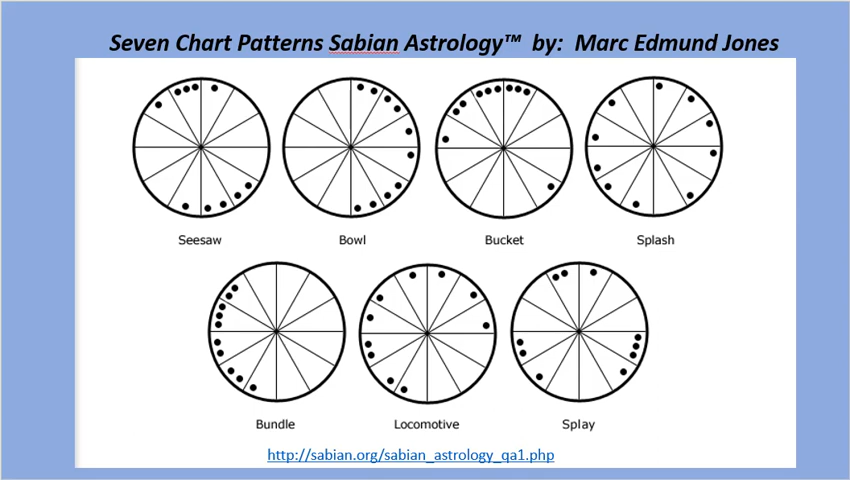 Seven Chart Patterns Sabian Astrology™ by: Marc Edmund Jones
Seesaw
Bowl
Bucket
Splash
Bundle
Locomotive
Splay
http://sabian.org/sabian_astrology_qa1.php